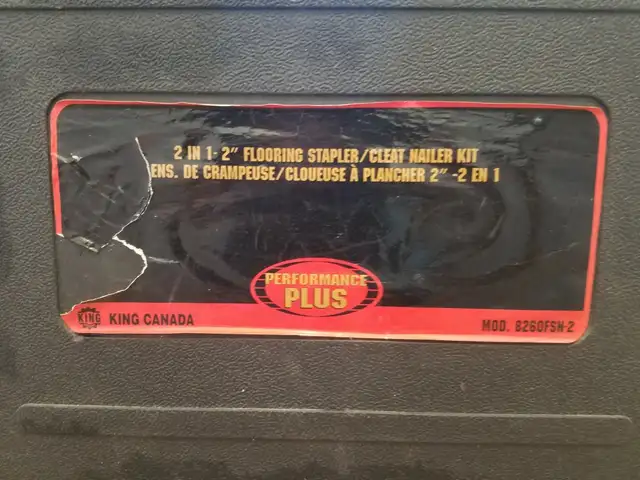 2 IN 1- 2" FLOORING STAPLER/CLEAT NAILER KIT
ENS. DE CRAMPEUSE/CLOUEUSE À PLANCHER 2" -2 EN 1
PERFORMANCE
PLUS
KING
KING CANADA
MOD. 8260FSN-2